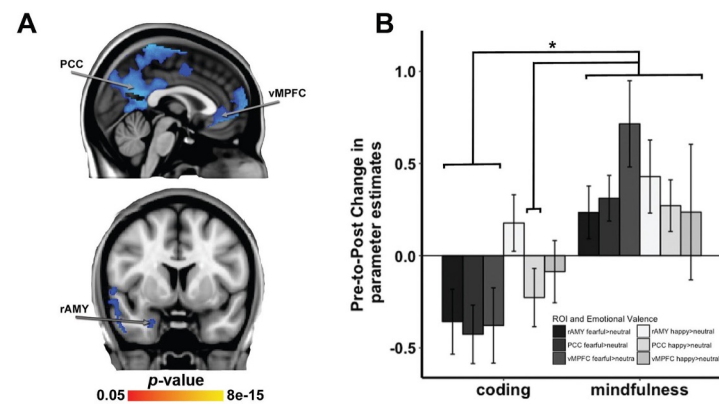 A
PCC
vMPFC
rAMY
p-value
0.05 8e-15
B
*
Pre-to-Post Change in
parameter estimates
1.0
0.5
0.0
-0.5
ROI and Emotional Valence
rAMY fearful>neutral rAMY happy>neutral
PCC fearful>neutral PCC happy>neutral
vMPFC fearful>neutral vMPFC happy>neutral
coding mindfulness